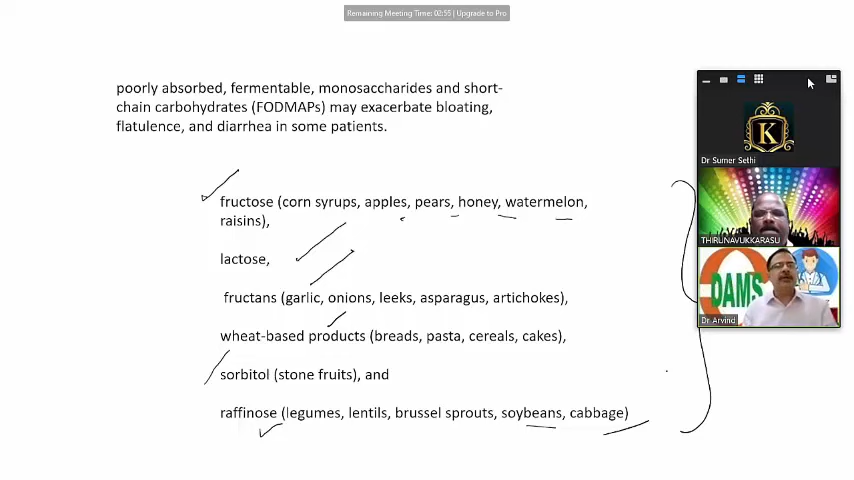 Remaining Meeting Time: 02:55 | Upgrade to Pro
poorly absorbed, fermentable, monosaccharides and short-
chain carbohydrates (FODMAPs) may exacerbate bloating,
flatulence, and diarrhea in some patients.
fructose (corn syrups, apples, pears, honey, watermelon,
raisins),
lactose,
fructans (garlic, onions, leeks, asparagus, artichokes),
wheat-based products (breads, pasta, cereals, cakes),
sorbitol (stone fruits), and
raffinose (legumes, lentils, brussel sprouts, soybeans, cabbage)
K
Dr Sumer Sethi
THIRUNAVUKKARASU
DAMS
Dr Arvind